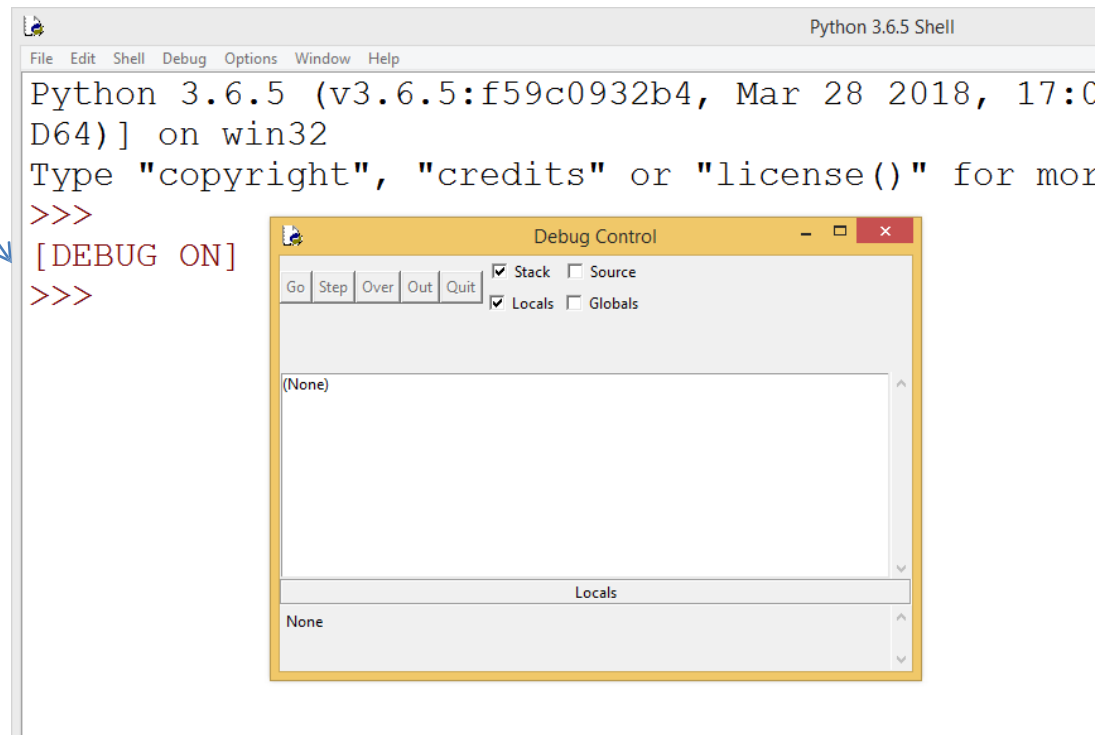 Python 3.6.5 Shell
File Edit Shell Debug Options Window Help
Python 3.6.5 (v3.6.5:f59c0932b4, Mar 28 2018, 17:0
D64)] on win32
Type "copyright", "credits" or "license()" for mor
>>>
[DEBUG ON]
>>>
Debug Control
Go Step Over Out Quit
Stack Source
Locals Globals
(None)
Locals
None